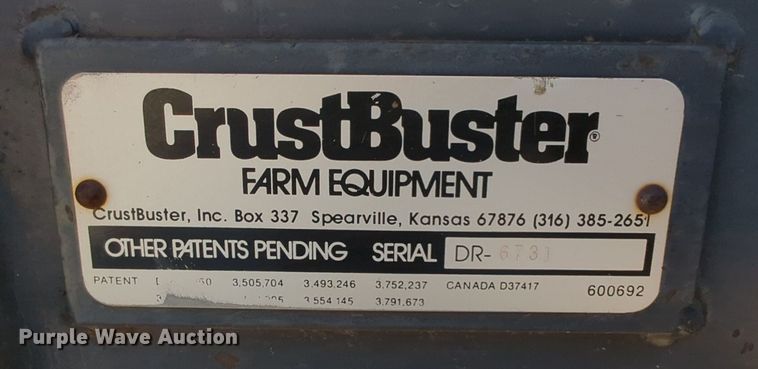 CrustBuster®
FARM EQUIPMENT
CrustBuster, Inc. Box 337 Spearville, Kansas 67876 (316) 385-2651
OTHER PATENTS PENDING SERIAL DR-6731
PATENT 3,505,704 3,493,246 3,752,237 CANADA D37417
3,554,145 3,791,673 600692
Purple Wave Auction